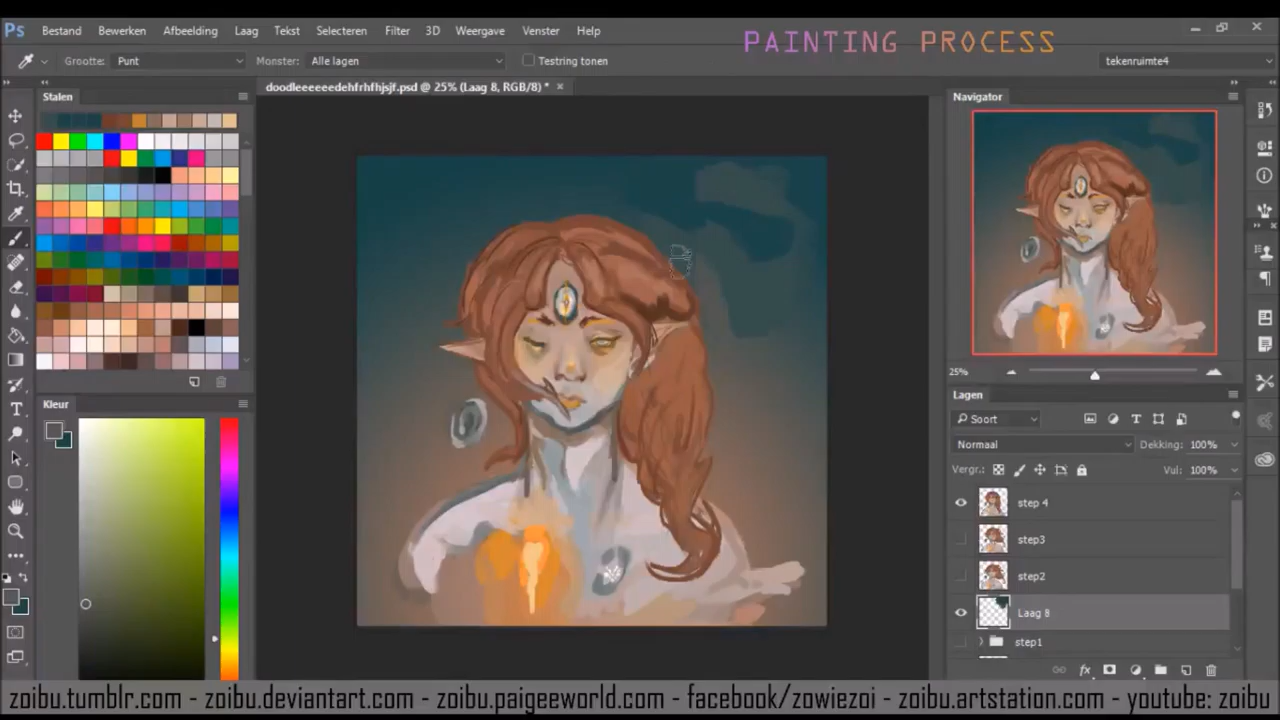 Ps Bestand Bewerken Afbeelding Laag Tekst Selecteren Filter 3D Weergave Venster Help
PAINTING PROCESS
Grootte: Punt Monster: Alle lagen Testring tonen tekenruimte4
doodleeeeeedehfrhfhjsjf.psd @ 25% (Laag 8, RGB/8) *
Stalen
Navigator
25%
Kleur
Lagen
Soort
Normaal Dekking: 100%
Vergr.: Vul: 100%
step 4
step3
step2
Laag 8
step1
fx
zoibu.tumblr.com - zoibu.deviantart.com - zoibu.paigeeworld.com - facebook/zowiezoi - zoibu.artstation.com - youtube: zoibu